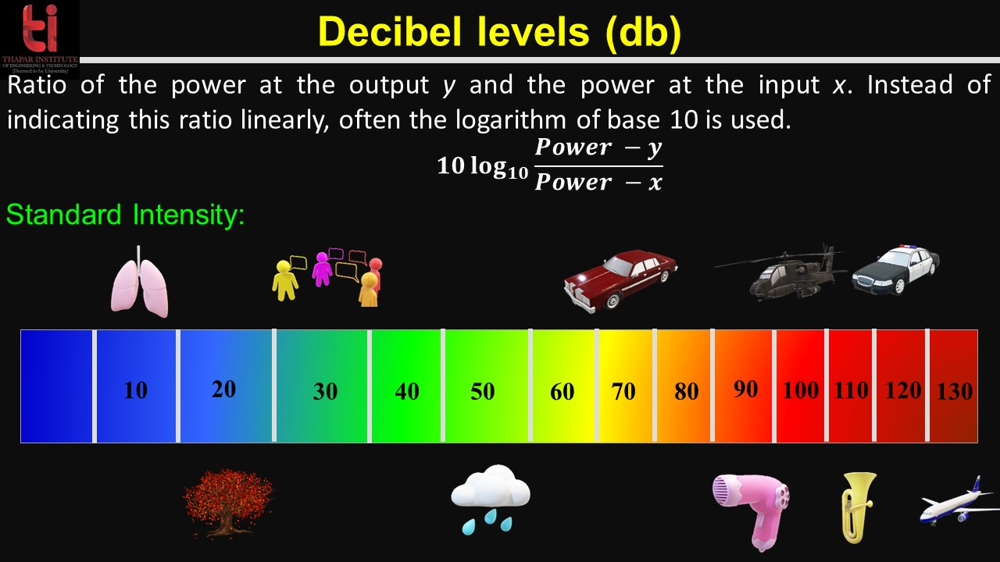 Decibel levels (db)
ti
THAPAR INSTITUTE
OF ENGINEERING & TECHNOLOGY
(Deemed to be University)
Ratio of the power at the output y and the power at the input x. Instead of
indicating this ratio linearly, often the logarithm of base 10 is used.
10 log₁₀ (Power − y) / (Power − x)
Standard Intensity:
10 20 30 40 50 60 70 80 90 100 110 120 130